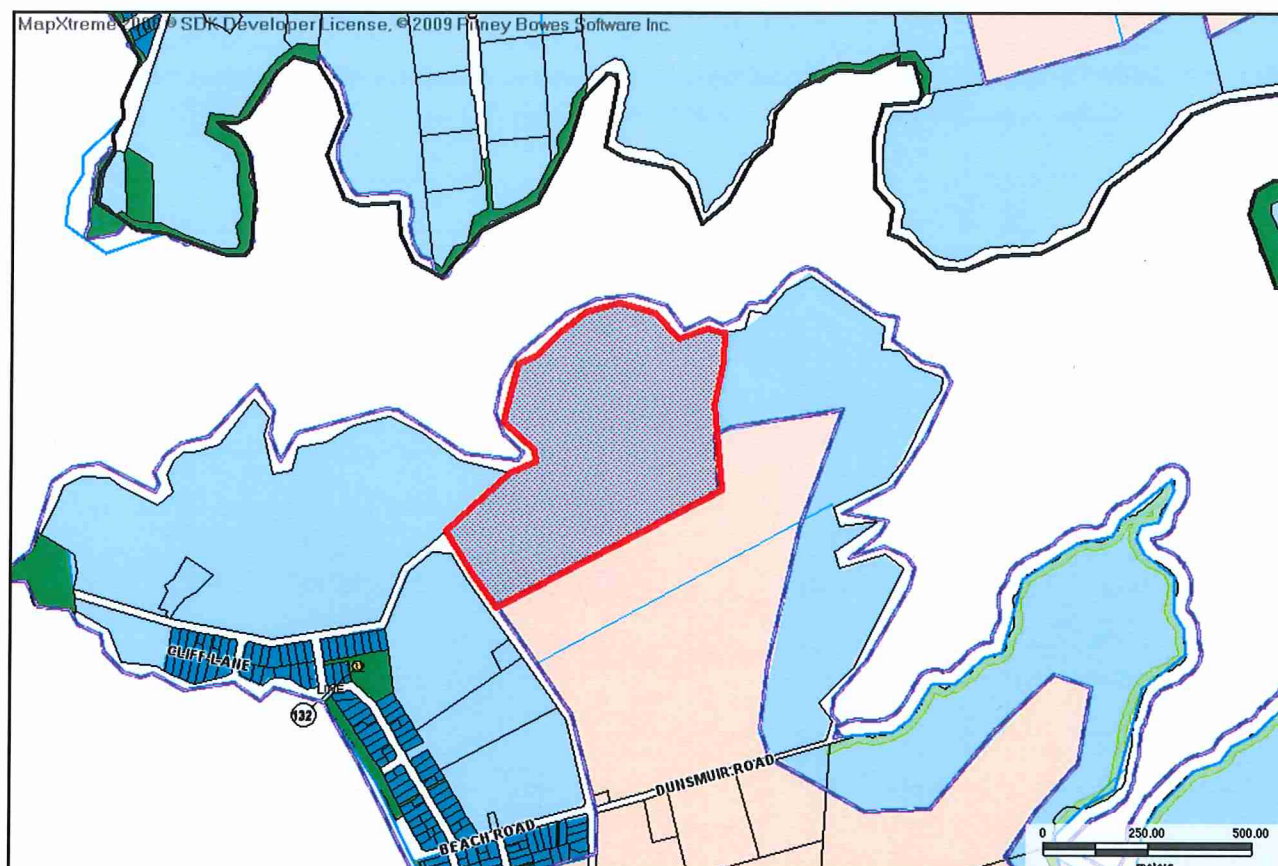 MapXtreme 2008 ® SDK Developer License, © 2009 Pitney Bowes Software Inc.
CLIFF LANE
132
DUNSMUIR ROAD
BEACH ROAD
0 250.00 500.00
meters